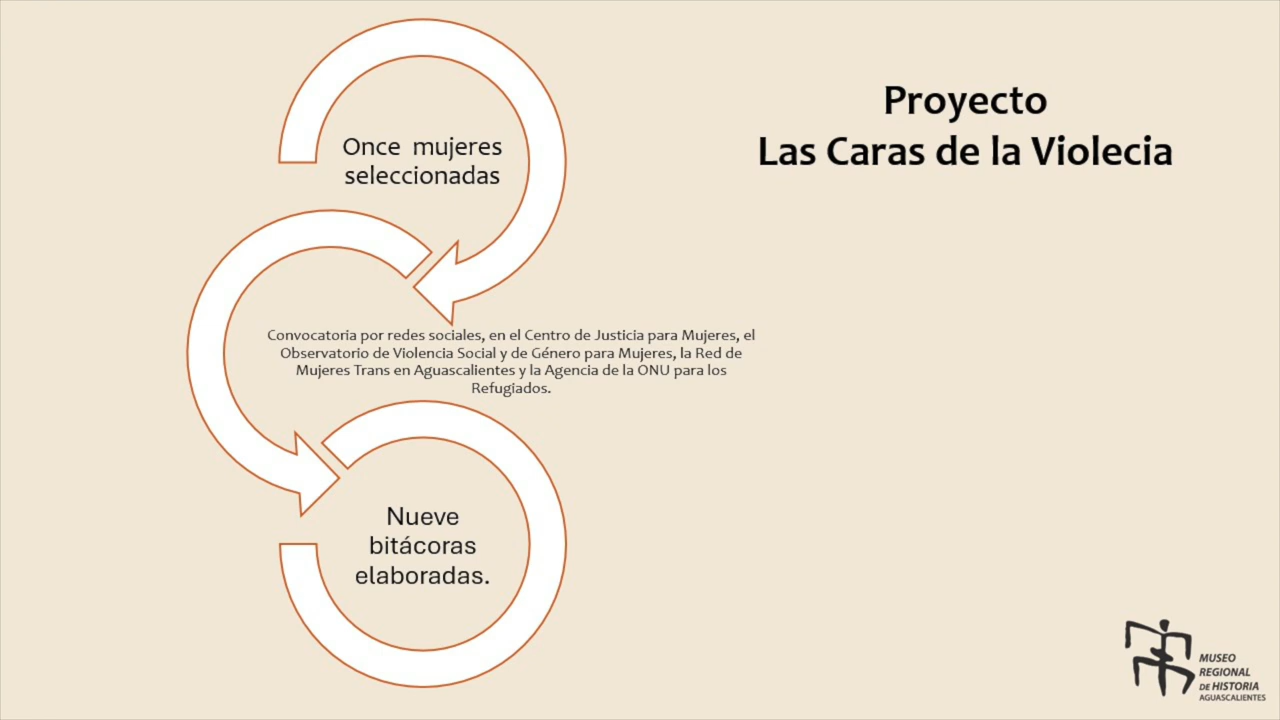 Proyecto
Las Caras de la Violecia
Once mujeres
seleccionadas
Convocatoria por redes sociales, en el Centro de Justicia para Mujeres, el
Observatorio de Violencia Social y de Género para Mujeres, la Red de
Mujeres Trans en Aguascalientes y la Agencia de la ONU para los
Refugiados.
Nueve
bitácoras
elaboradas.
MUSEO
REGIONAL
DE HISTORIA
AGUASCALIENTES